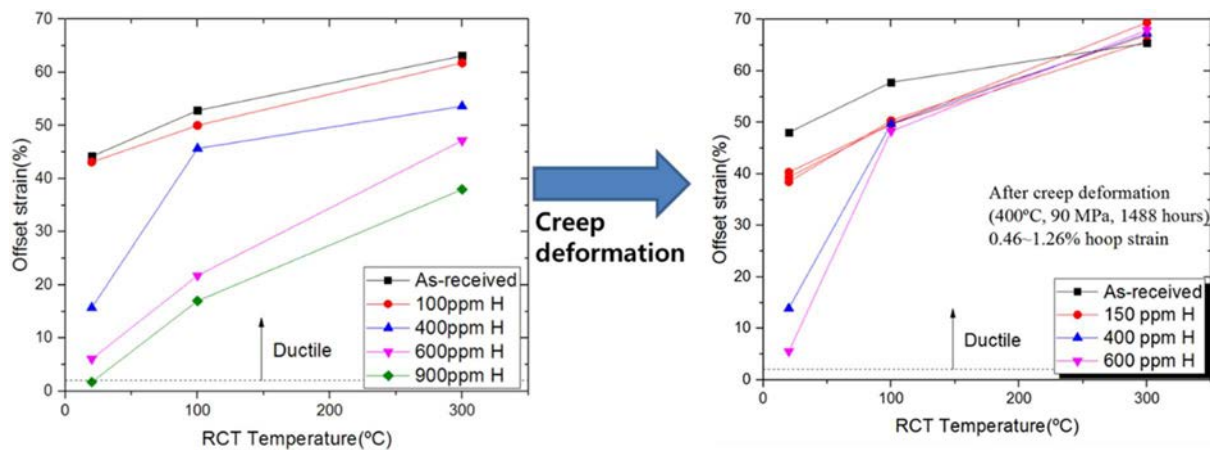 70
60
50
40
30
20
10
0
Offset strain(%)
0
100
200
300
RCT Temperature(ºC)
Ductile
As-received
100ppm H
400ppm H
600ppm H
900ppm H
Creep
deformation
70
60
50
40
30
20
10
0
Offset strain(%)
0
100
200
300
RCT Temperature(ºC)
After creep deformation
(400ºC, 90 MPa, 1488 hours)
0.46~1.26% hoop strain
Ductile
As-received
150 ppm H
400 ppm H
600 ppm H